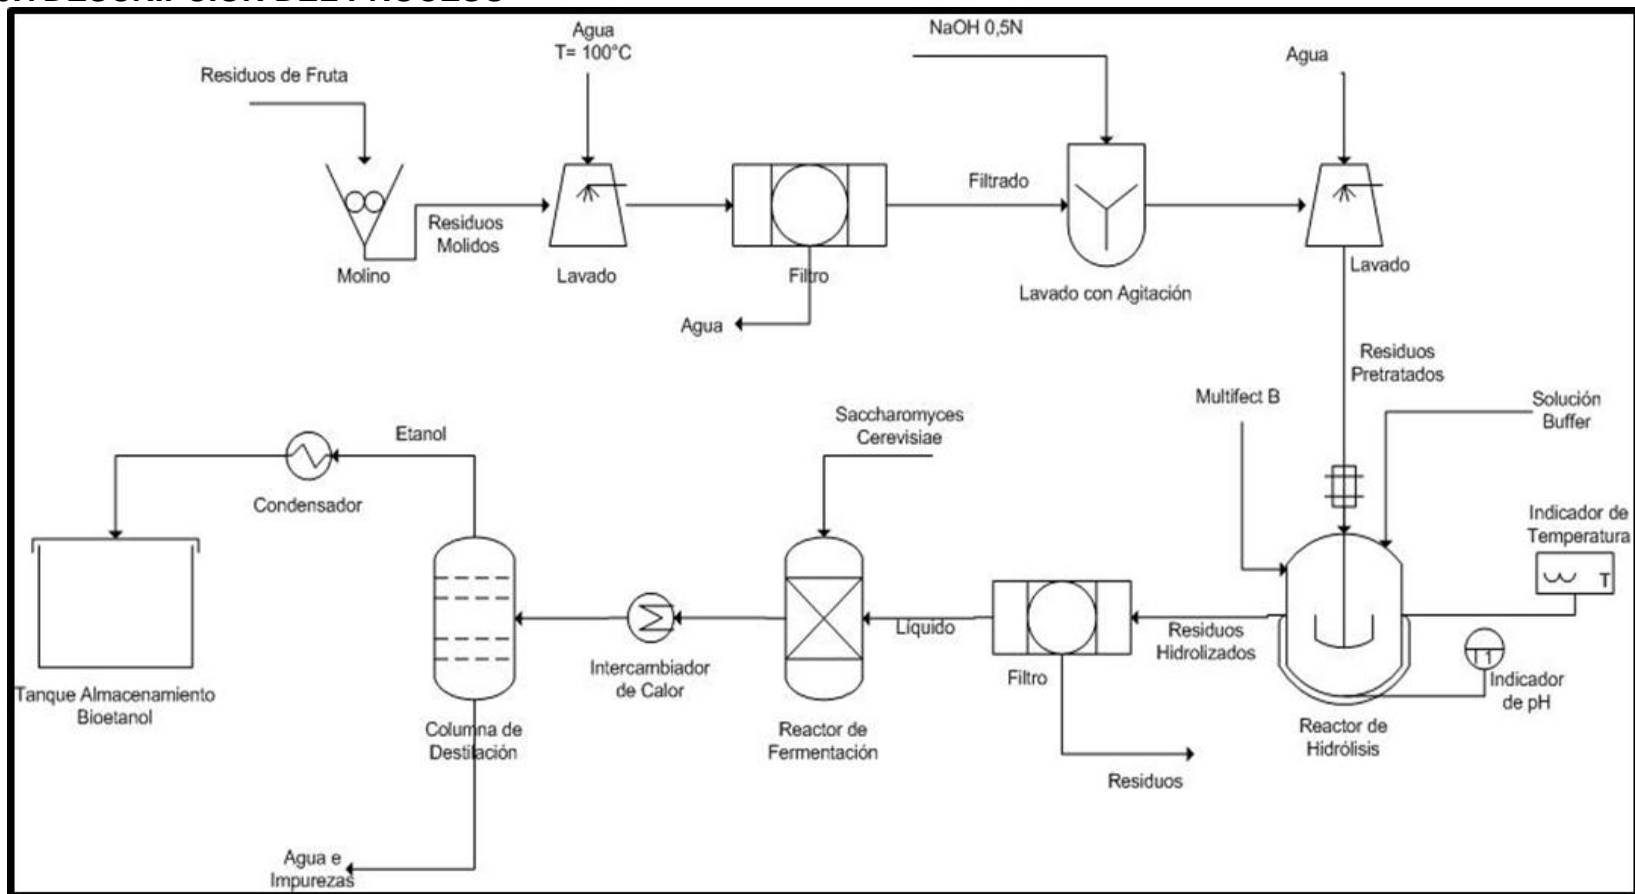 Agua
T= 100°C
NaOH 0,5N
Agua
Residuos de Fruta
Residuos
Molidos
Filtrado
Molino
Lavado
Filtro
Lavado con Agitación
Lavado
Agua
Residuos
Pretratados
Multifect B
Solución
Buffer
Saccharomyces
Cerevisiae
Etanol
Condensador
Indicador de
Temperatura
T
Líquido
Residuos
Hidrolizados
T1
Indicador
de pH
Intercambiador
de Calor
Filtro
Tanque Almacenamiento
Bioetanol
Columna de
Destilación
Reactor de
Fermentación
Reactor de
Hidrólisis
Residuos
Agua e
Impurezas